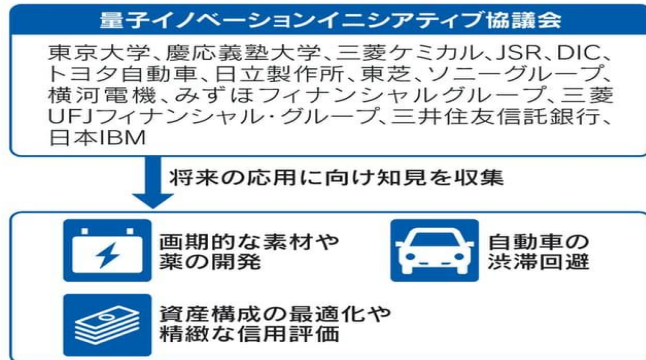 量子イノベーションイニシアティブ協議会
東京大学、慶応義塾大学、三菱ケミカル、JSR、DIC、
トヨタ自動車、日立製作所、東芝、ソニーグループ、
横河電機、みずほフィナンシャルグループ、三菱
UFJフィナンシャル・グループ、三井住友信託銀行、
日本IBM
将来の応用に向け知見を収集
画期的な素材や
薬の開発
自動車の
渋滞回避
資産構成の最適化や
精緻な信用評価